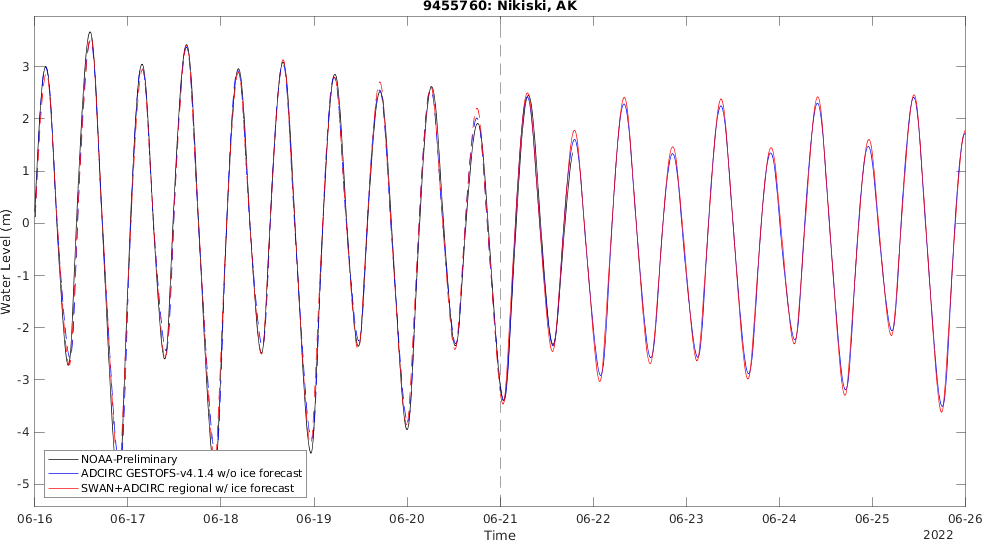 9455760: Nikiski, AK
Water Level (m)
3
2
1
0
-1
-2
-3
-4
-5
NOAA-Preliminary
ADCIRC GESTOFS-v4.1.4 w/o ice forecast
SWAN+ADCIRC regional w/ ice forecast
06-16 06-17 06-18 06-19 06-20 06-21 06-22 06-23 06-24 06-25 06-26
Time
2022